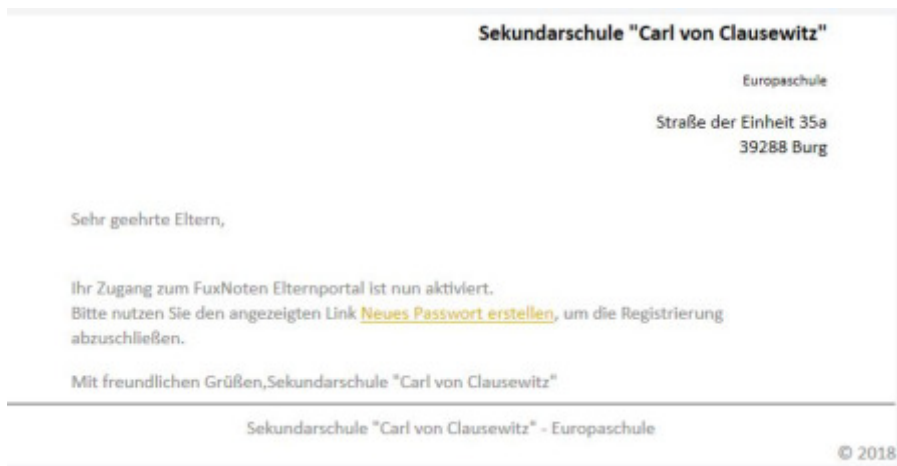 Sekundarschule "Carl von Clausewitz"
Europaschule
Straße der Einheit 35a
39288 Burg
Sehr geehrte Eltern,
Ihr Zugang zum FuxNoten Elternportal ist nun aktiviert.
Bitte nutzen Sie den angezeigten Link Neues Passwort erstellen, um die Registrierung
abzuschließen.
Mit freundlichen Grüßen,Sekundarschule "Carl von Clausewitz"
Sekundarschule "Carl von Clausewitz" - Europaschule
© 2018